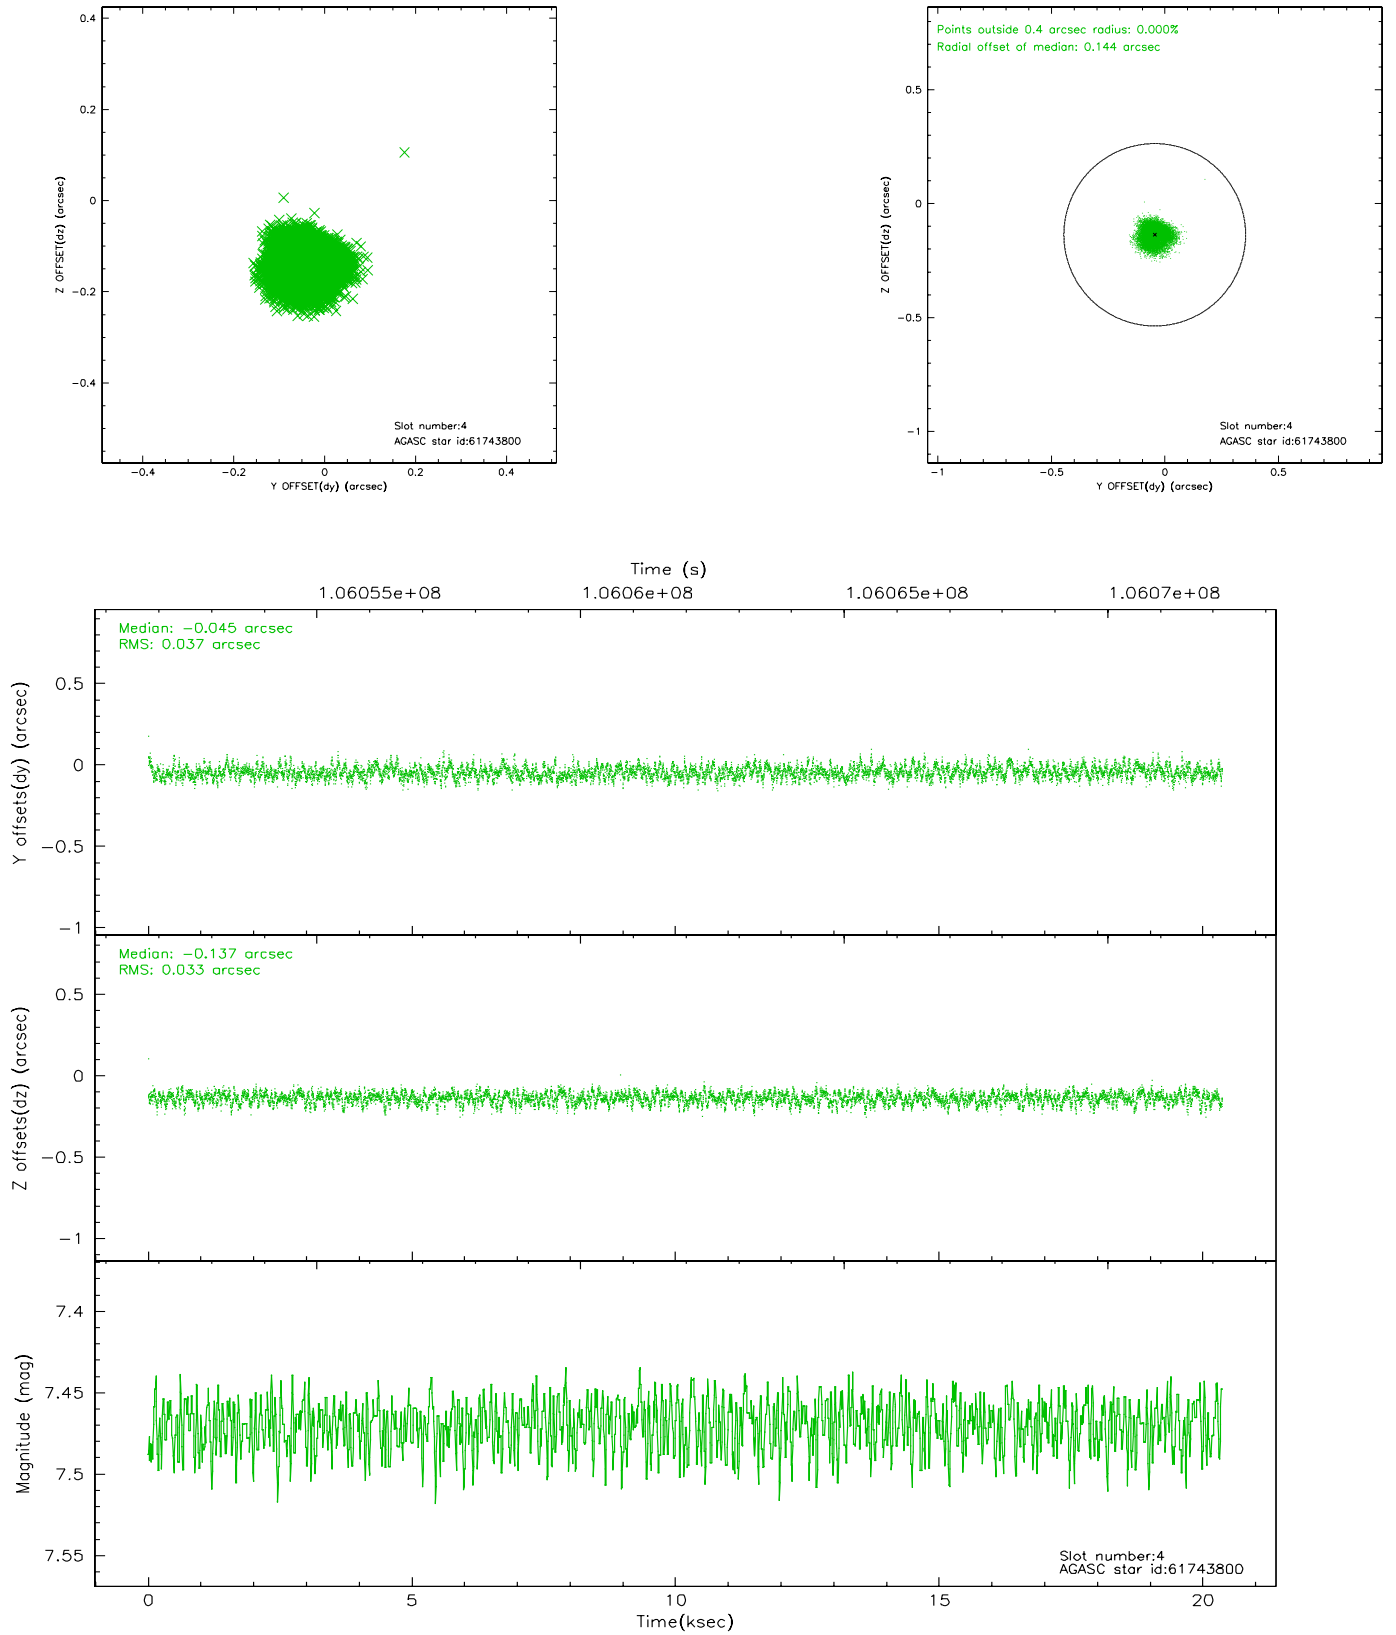 0.4
0.2
0
−0.2
−0.4
Z OFFSET(dz) (arcsec)
Slot number:4
AGASC star id:61743800
−0.4
−0.2
0
0.2
0.4
Y OFFSET(dy) (arcsec)
Points outside 0.4 arcsec radius: 0.000%
Radial offset of median: 0.144 arcsec
0.5
0
−0.5
−1
Z OFFSET(dz) (arcsec)
Slot number:4
AGASC star id:61743800
−1
−0.5
0
0.5
Y OFFSET(dy) (arcsec)
Time (s)
1.06055e+08
1.0606e+08
1.06065e+08
1.0607e+08
Median: −0.045 arcsec
RMS: 0.037 arcsec
0.5
0
−0.5
−1
Y offsets(dy) (arcsec)
Median: −0.137 arcsec
RMS: 0.033 arcsec
0.5
0
−0.5
−1
Z offsets(dz) (arcsec)
7.4
7.45
7.5
7.55
Magnitude (mag)
Slot number:4
AGASC star id:61743800
0
5
10
15
20
Time(ksec)